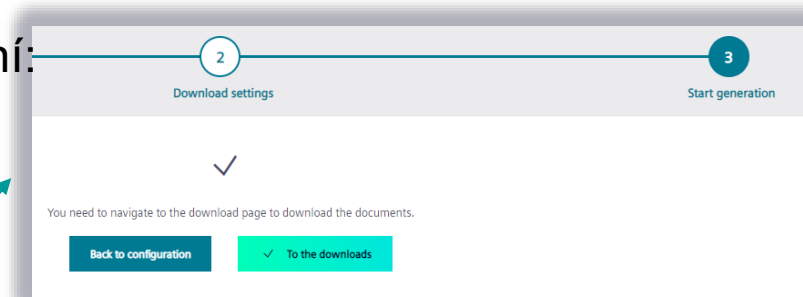 ní:
2
3
Download settings
Start generation
You need to navigate to the download page to download the documents.
Back to configuration
To the downloads